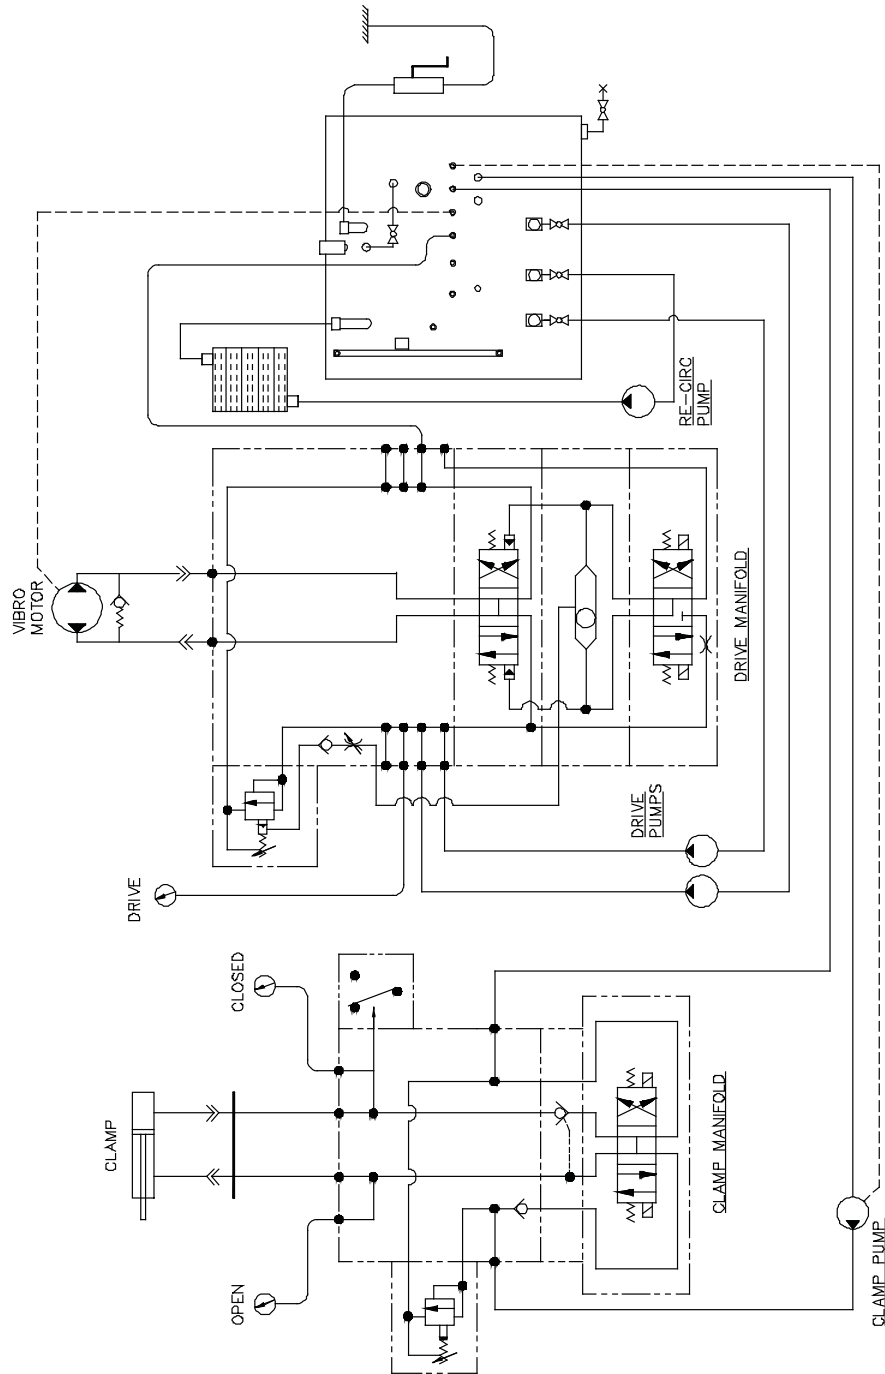 VIBRO
MOTOR
RE-CIRC
PUMP
DRIVE MANIFOLD
DRIVE
PUMPS
DRIVE
CLOSED
CLAMP
OPEN
CLAMP MANIFOLD
CLAMP PUMP